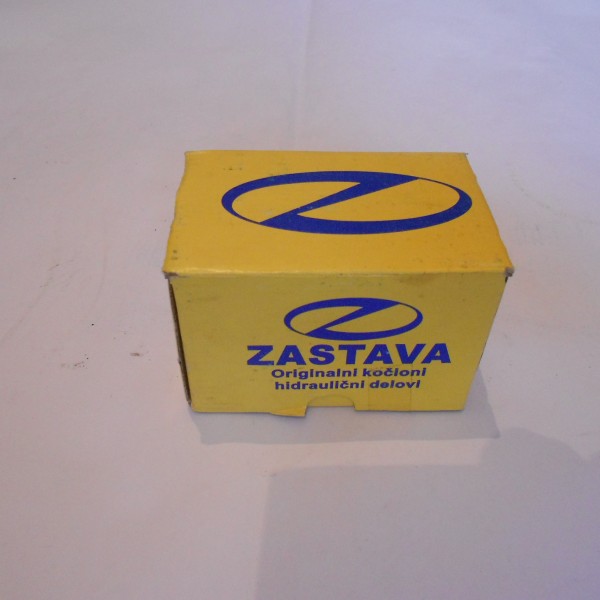 ZASTAVA
Originalni kočioni
hidraulični delovi